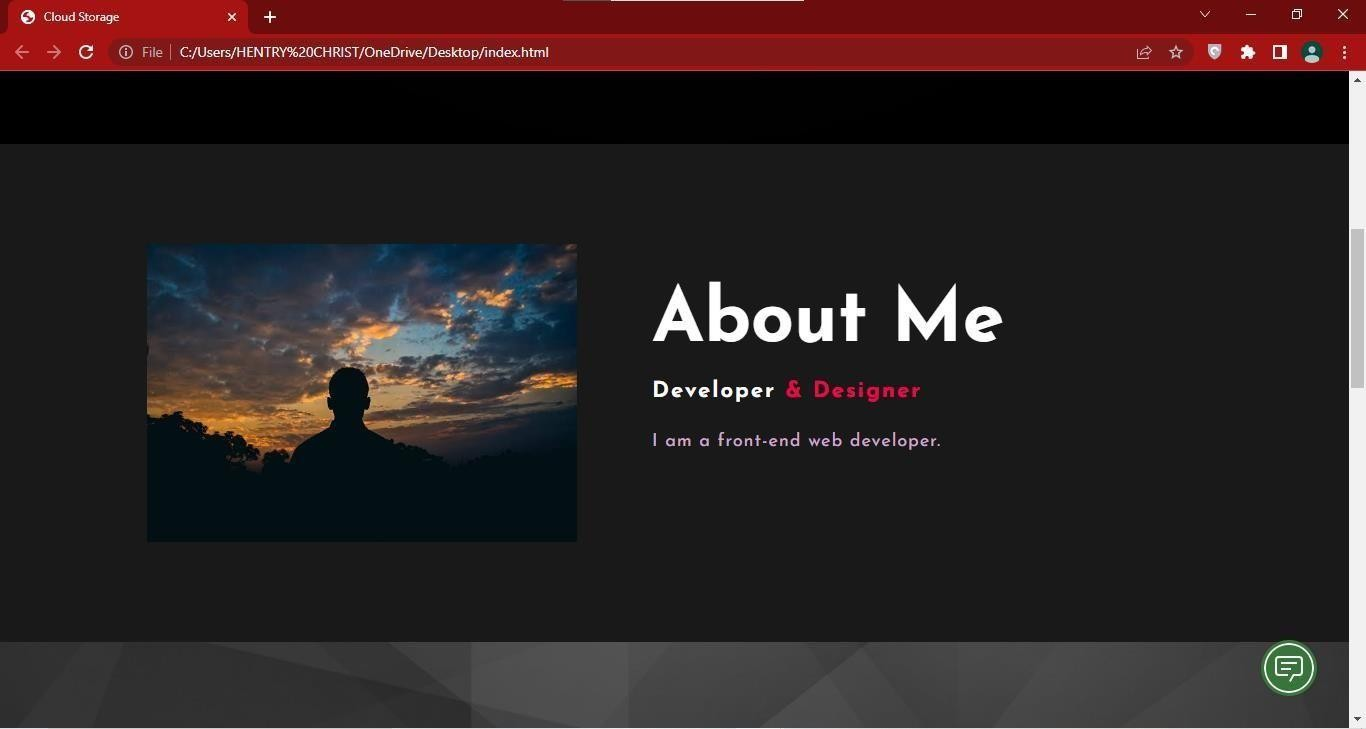 Cloud Storage
File C:/Users/HENTRY%20CHRIST/OneDrive/Desktop/index.html
About Me
Developer & Designer
I am a front-end web developer.